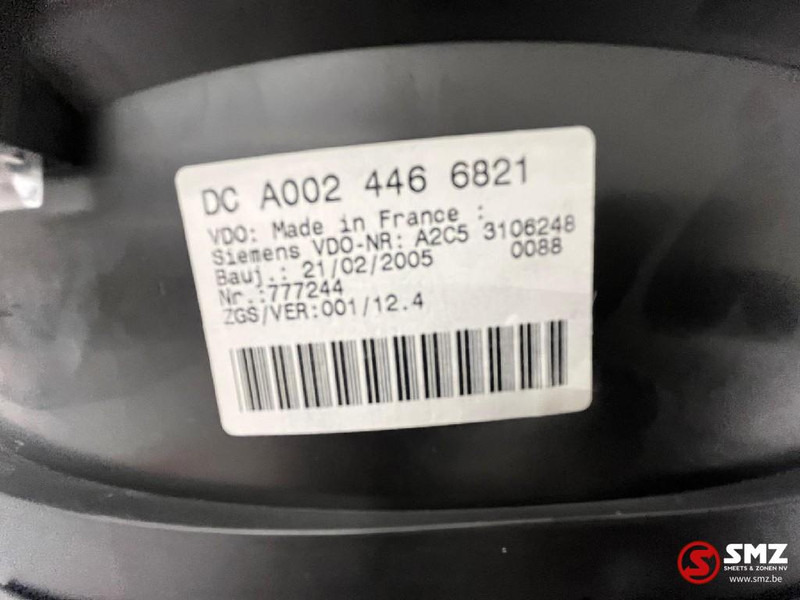 DC A002 446 6821
VDO: Made in France :
Siemens VDO-NR: A2C5 3106248
Bauj.: 21/02/2005 0088
Nr.:777244
ZGS/VER:001/12.4
SMZ
SMEETS & ZONEN NV
www.smz.be